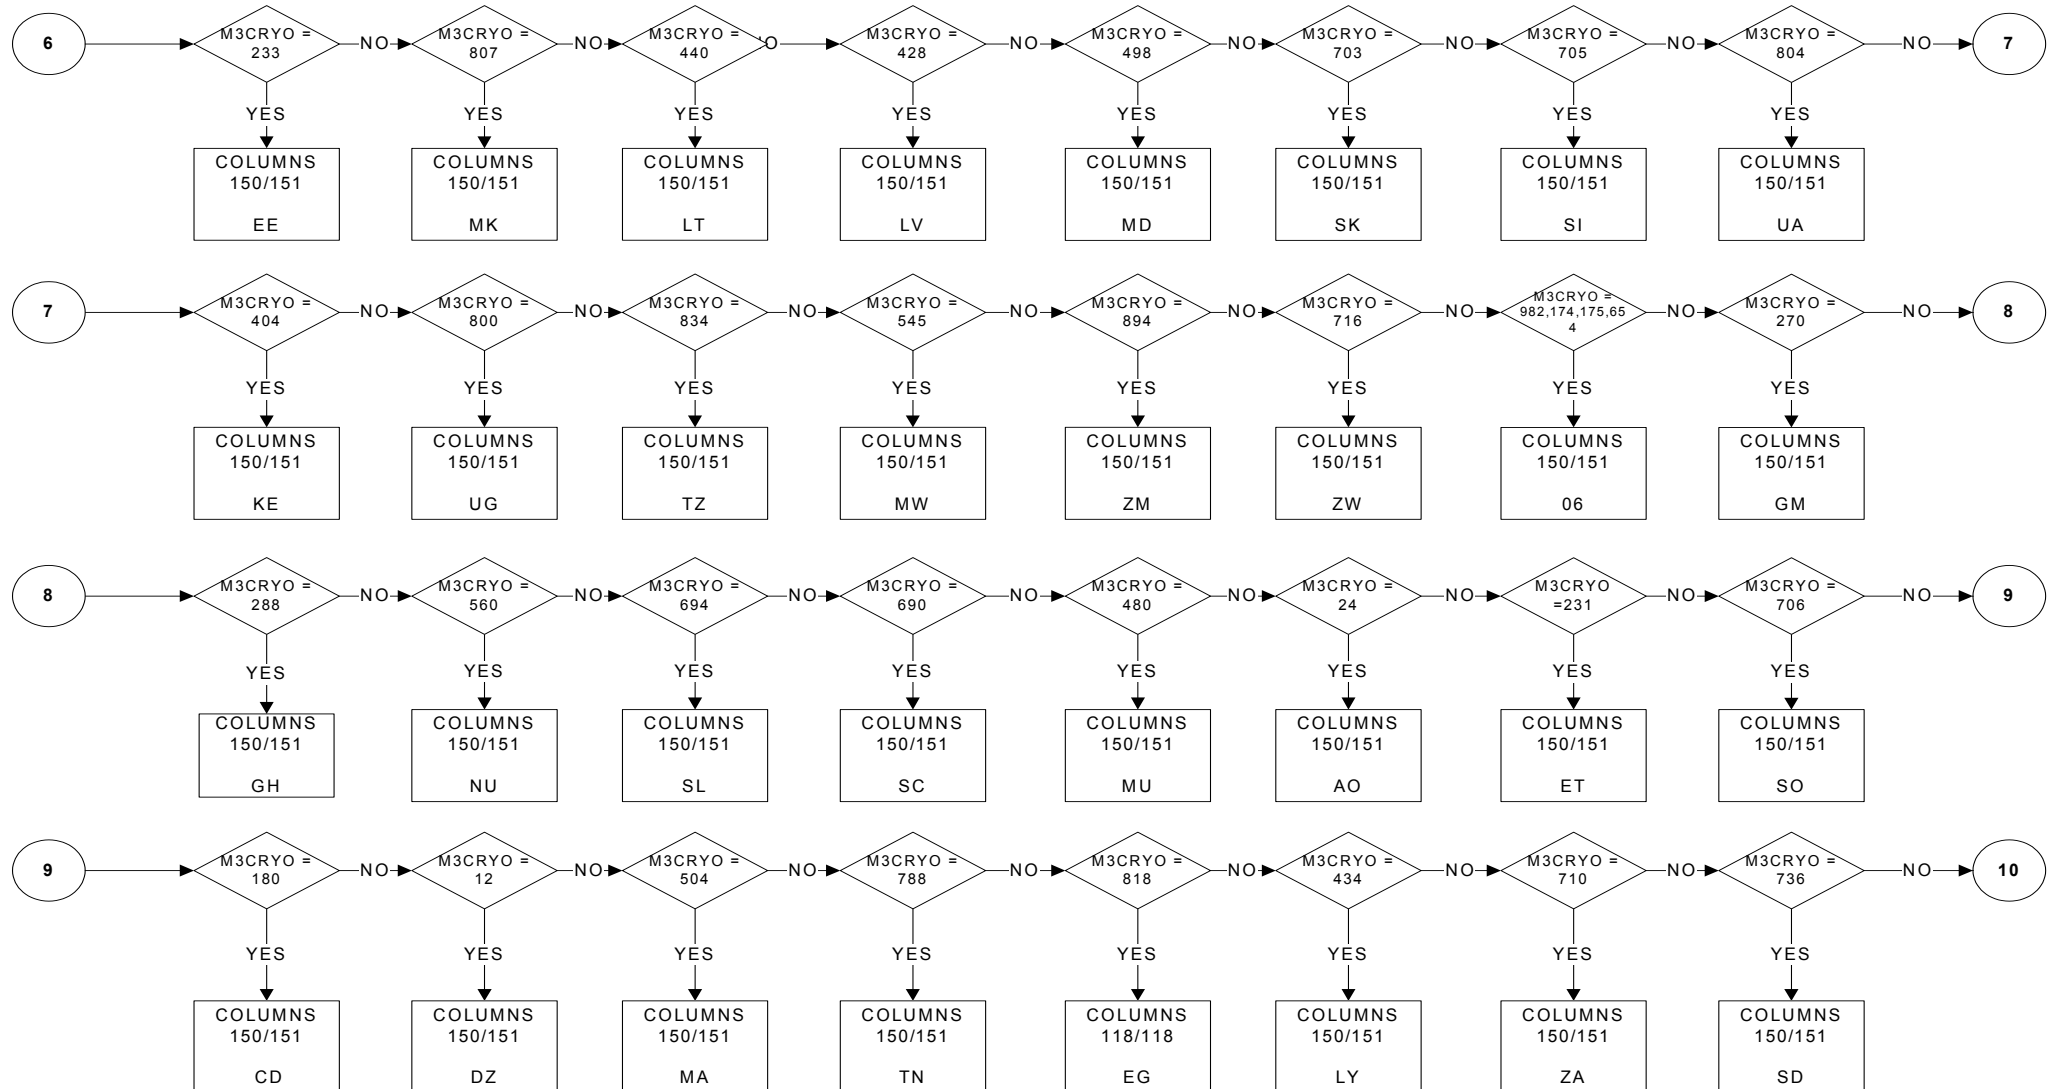 6
M3CRYO =
233
NO
M3CRYO =
807
NO
M3CRYO =
440
M3CRYO =
428
NO
M3CRYO =
498
NO
M3CRYO =
703
NO
M3CRYO =
705
NO
M3CRYO =
804
NO
7
YES
YES
YES
YES
YES
YES
YES
YES
COLUMNS
150/151
EE
COLUMNS
150/151
MK
COLUMNS
150/151
LT
COLUMNS
150/151
LV
COLUMNS
150/151
MD
COLUMNS
150/151
SK
COLUMNS
150/151
SI
COLUMNS
150/151
UA
7
M3CRYO =
404
NO
M3CRYO =
800
NO
M3CRYO =
834
NO
M3CRYO =
545
NO
M3CRYO =
894
NO
M3CRYO =
716
NO
M3CRYO =
982,174,175,65
4
NO
M3CRYO =
270
NO
8
YES
YES
YES
YES
YES
YES
YES
YES
COLUMNS
150/151
KE
COLUMNS
150/151
UG
COLUMNS
150/151
TZ
COLUMNS
150/151
MW
COLUMNS
150/151
ZM
COLUMNS
150/151
ZW
COLUMNS
150/151
06
COLUMNS
150/151
GM
8
M3CRYO =
288
NO
M3CRYO =
560
NO
M3CRYO =
694
NO
M3CRYO =
690
NO
M3CRYO =
480
NO
M3CRYO =
24
NO
M3CRYO
=231
NO
M3CRYO =
706
NO
9
YES
YES
YES
YES
YES
YES
YES
YES
COLUMNS
150/151
GH
COLUMNS
150/151
NU
COLUMNS
150/151
SL
COLUMNS
150/151
SC
COLUMNS
150/151
MU
COLUMNS
150/151
AO
COLUMNS
150/151
ET
COLUMNS
150/151
SO
9
M3CRYO =
180
NO
M3CRYO =
12
NO
M3CRYO =
504
NO
M3CRYO =
788
NO
M3CRYO =
818
NO
M3CRYO =
434
NO
M3CRYO =
710
NO
M3CRYO =
736
NO
10
YES
YES
YES
YES
YES
YES
YES
YES
COLUMNS
150/151
CD
COLUMNS
150/151
DZ
COLUMNS
150/151
MA
COLUMNS
150/151
TN
COLUMNS
118/118
EG
COLUMNS
150/151
LY
COLUMNS
150/151
ZA
COLUMNS
150/151
SD